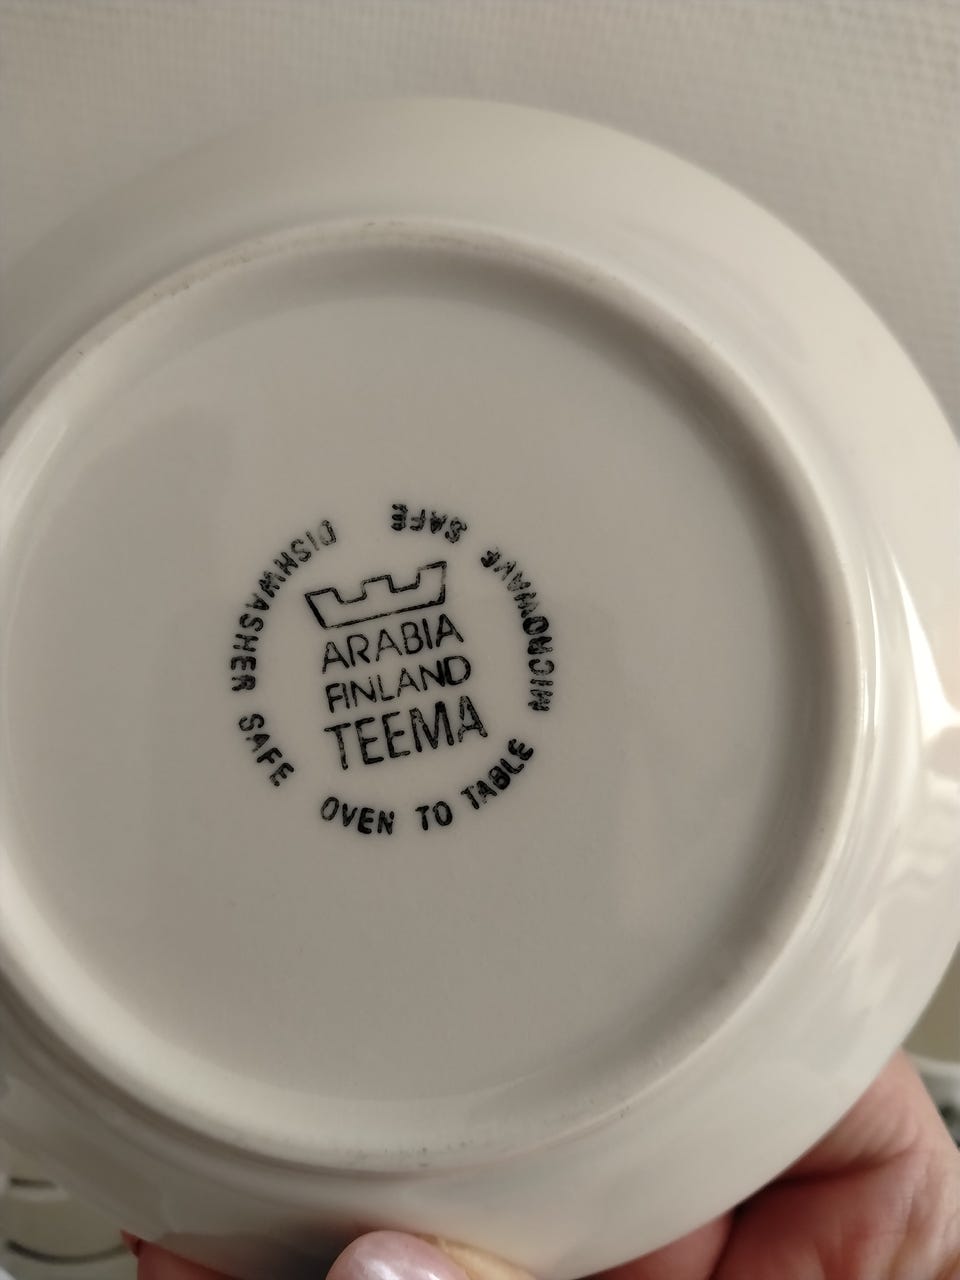 ARABIA
FINLAND
TEEMA
DISHWASHER SAFE
OVEN TO TABLE
MICROWAVE SAFE